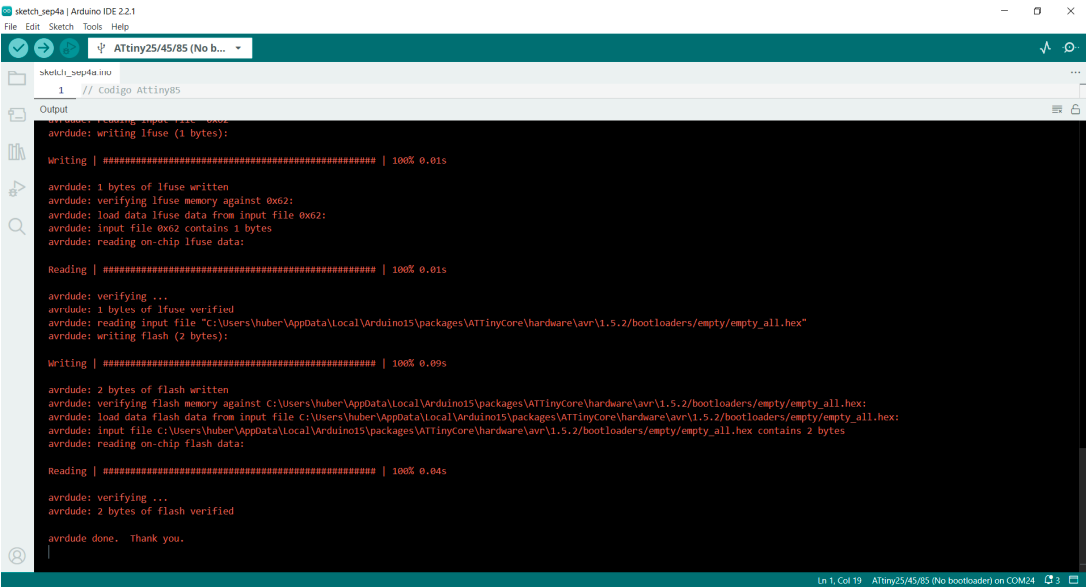 sketch_sep4a | Arduino IDE 2.2.1
File Edit Sketch Tools Help
ATtiny25/45/85 (No b...
sketch_sep4a.ino
1 // Codigo Attiny85
Output
avrdude: reading input file "0x62"
avrdude: writing lfuse (1 bytes):
Writing | ################################################## | 100% 0.01s
avrdude: 1 bytes of lfuse written
avrdude: verifying lfuse memory against 0x62:
avrdude: load data lfuse data from input file 0x62:
avrdude: input file 0x62 contains 1 bytes
avrdude: reading on-chip lfuse data:
Reading | ################################################## | 100% 0.01s
avrdude: verifying ...
avrdude: 1 bytes of lfuse verified
avrdude: reading input file "C:\Users\huber\AppData\Local\Arduino15\packages\ATTinyCore\hardware\avr\1.5.2/bootloaders/empty/empty_all.hex"
avrdude: writing flash (2 bytes):
Writing | ################################################## | 100% 0.09s
avrdude: 2 bytes of flash written
avrdude: verifying flash memory against C:\Users\huber\AppData\Local\Arduino15\packages\ATTinyCore\hardware\avr\1.5.2/bootloaders/empty/empty_all.hex:
avrdude: load data flash data from input file C:\Users\huber\AppData\Local\Arduino15\packages\ATTinyCore\hardware\avr\1.5.2/bootloaders/empty/empty_all.hex:
avrdude: input file C:\Users\huber\AppData\Local\Arduino15\packages\ATTinyCore\hardware\avr\1.5.2/bootloaders/empty/empty_all.hex contains 2 bytes
avrdude: reading on-chip flash data:
Reading | ################################################## | 100% 0.04s
avrdude: verifying ...
avrdude: 2 bytes of flash verified
avrdude done.  Thank you.
Ln 1, Col 19 ATtiny25/45/85 (No bootloader) on COM24 3